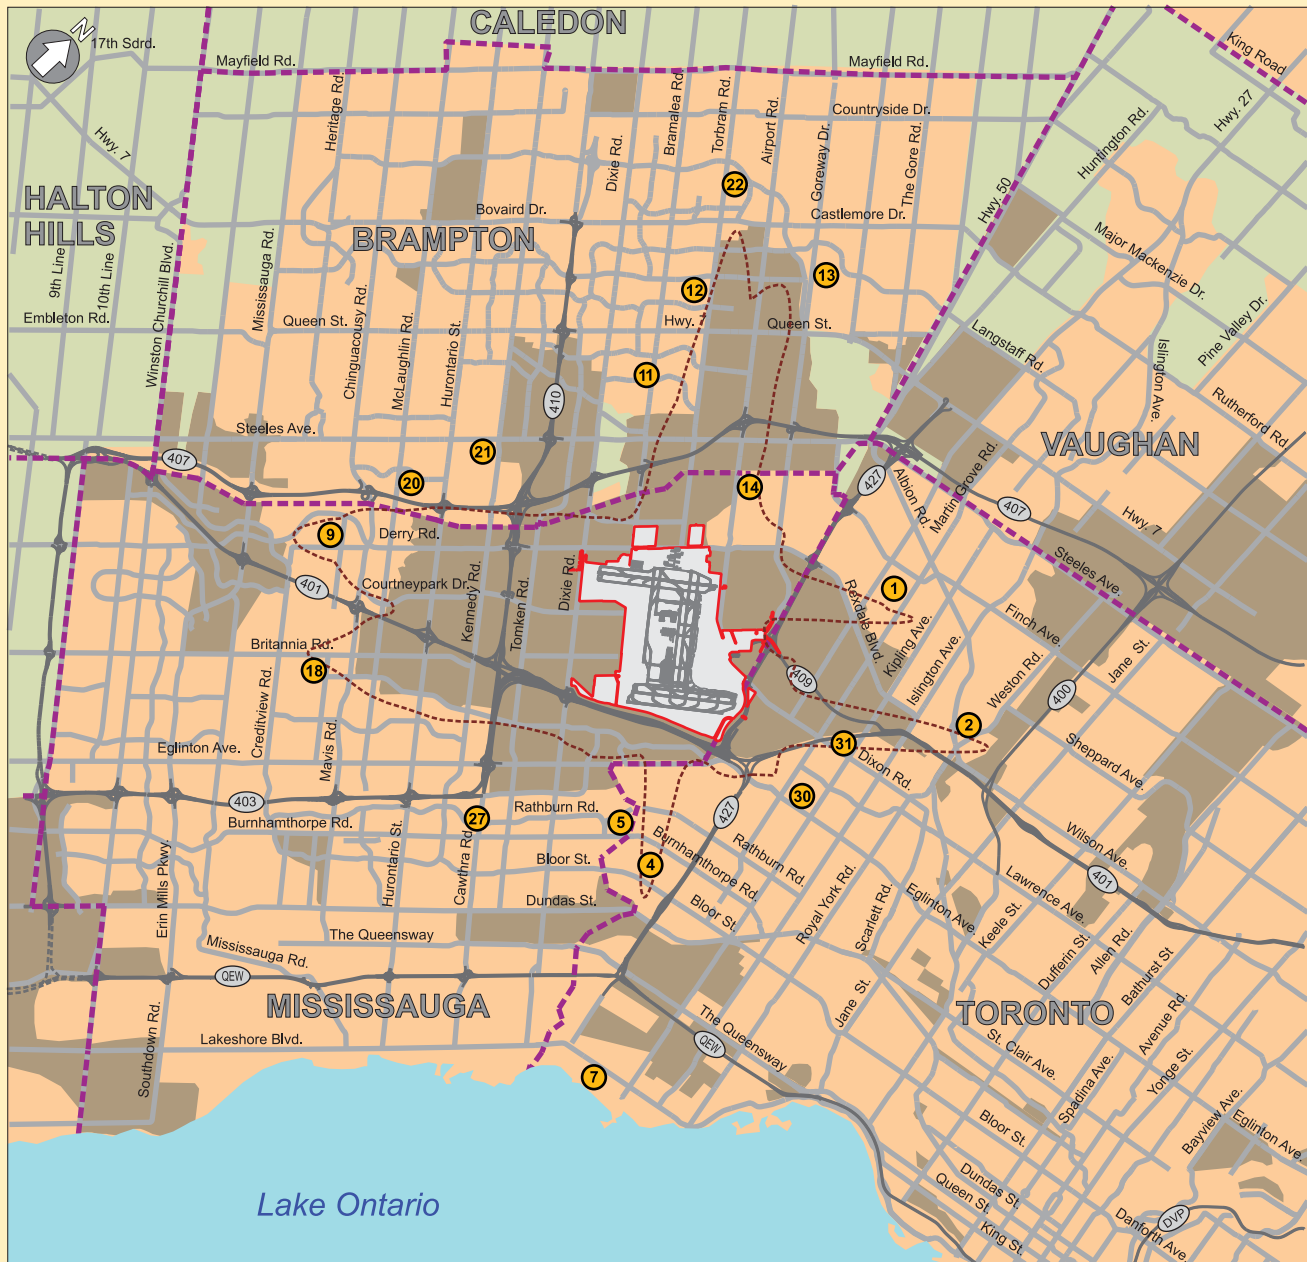 CALEDON
N
17th Sdrd.
Mayfield Rd.
Mayfield Rd.
King Road
Hwy. 27
Hwy. 7
Heritage Rd.
Dixie Rd.
Bramalea Rd.
Torbram Rd.
Airport Rd.
Goreway Dr.
Countryside Dr.
The Gore Rd.
Huntington Rd.
22
HALTON
HILLS
Hwy. 50
Bovaird Dr.
Castlemore Dr.
BRAMPTON
Major Mackenzie Dr.
9th Line
10th Line
Winston Churchill Blvd.
Mississauga Rd.
13
12
Pine Valley Dr.
Embleton Rd.
Queen St.
Chinguacousy Rd.
McLaughlin Rd.
Hurontario St.
Hwy. 7
Queen St.
Langstaff Rd.
Islington Ave.
11
410
Rutherford Rd.
Steeles Ave.
VAUGHAN
407
21
20
14
427
Albion Rd.
Martin Grove Rd.
407
Hwy. 7
9
Derry Rd.
Steeles Ave.
401
Courtneypark Dr.
Kennedy Rd.
Tomken Rd.
Dixie Rd.
1
Rexdale Blvd.
Kipling Ave.
Islington Ave.
Finch Ave.
Britannia Rd.
18
409
Weston Rd.
400
Jane St.
Creditview Rd.
Mavis Rd.
2
Eglinton Ave.
31
Dixon Rd.
Sheppard Ave.
30
403
Rathburn Rd.
427
Burnhamthorpe Rd.
27
5
Burnhamthorpe Rd.
Rathburn Rd.
Wilson Ave.
Bloor St.
4
401
Erin Mills Pkwy.
Hurontario St.
Cawthra Rd.
Dundas St.
Bloor St.
Royal York Rd.
Scarlett Rd.
Eglinton Ave.
Lawrence Ave.
Keele St.
The Queensway
Mississauga Rd.
Dufferin St.
Allen Rd.
Bathurst St
QEW
MISSISSAUGA
Jane St.
TORONTO
Avenue Rd.
Southdown Rd.
Lakeshore Blvd.
The Queensway
QEW
St. Clair Ave.
Spadina Ave.
Yonge St.
7
Bloor St.
Bayview Ave.
Eglinton Ave.
Dundas St.
Queen St.
King St.
Lake Ontario
DVP
Danforth Ave.